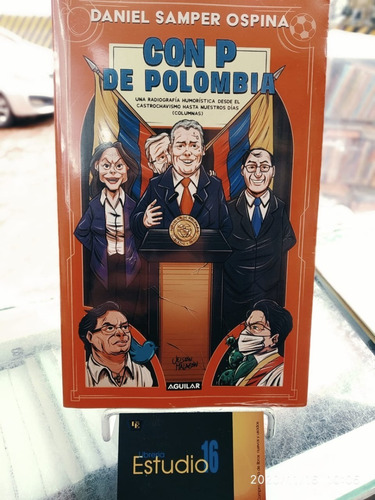 DANIEL SAMPER OSPINA
CON P
DE POLOMBIA
UNA RADIOGRAFÍA HUMORÍSTICA DESDE EL
CASTROCHAVISMO HASTA NUESTROS DÍAS
(COLUMNAS)
AGUILAR
Librería
Estudio 16